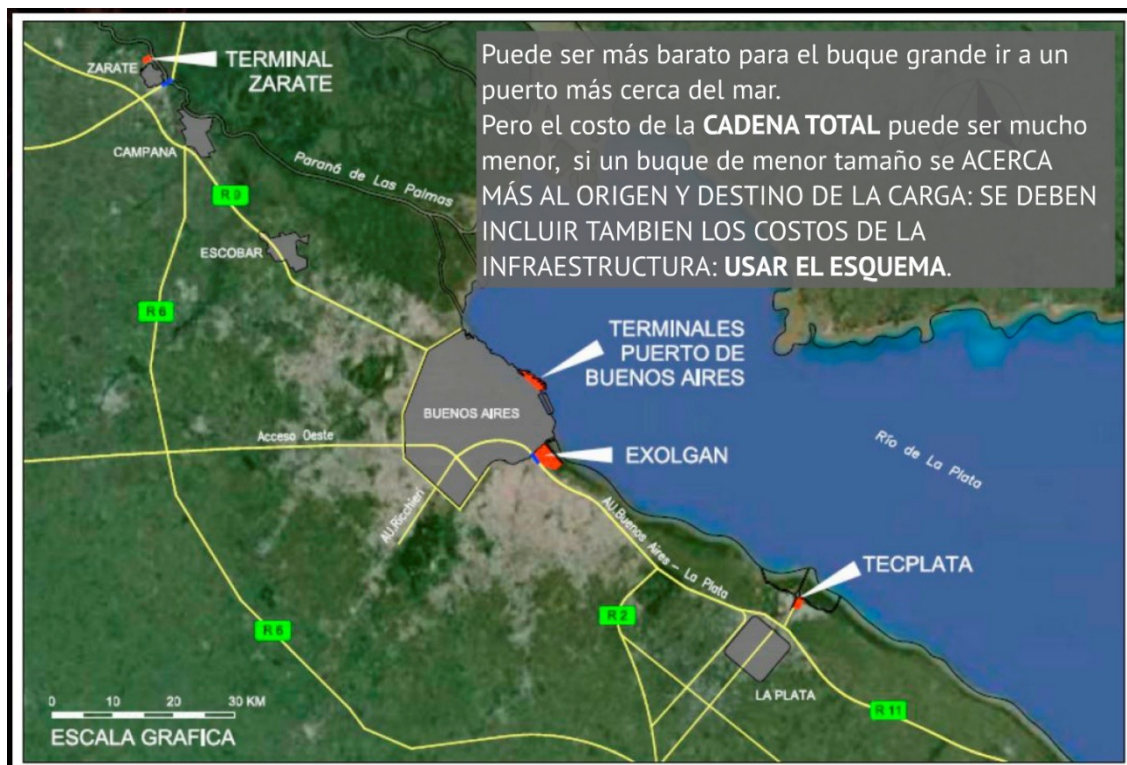 Puede ser más barato para el buque grande ir a un
puerto más cerca del mar.
Pero el costo de la CADENA TOTAL puede ser mucho
menor, si un buque de menor tamaño se ACERCA
MÁS AL ORIGEN Y DESTINO DE LA CARGA: SE DEBEN
INCLUIR TAMBIEN LOS COSTOS DE LA
INFRAESTRUCTURA: USAR EL ESQUEMA.
TERMINAL
ZARATE
ZARATE
CAMPANA
Paraná de Las Palmas
R 9
ESCOBAR
R 6
TERMINALES
PUERTO DE
BUENOS AIRES
BUENOS AIRES
Acceso Oeste
EXOLGAN
Río de La Plata
AU.Ricchieri
AU.Buenos Aires – La Plata
TECPLATA
R 2
R 6
LA PLATA
R 11
0 10 20 30 KM
ESCALA GRAFICA